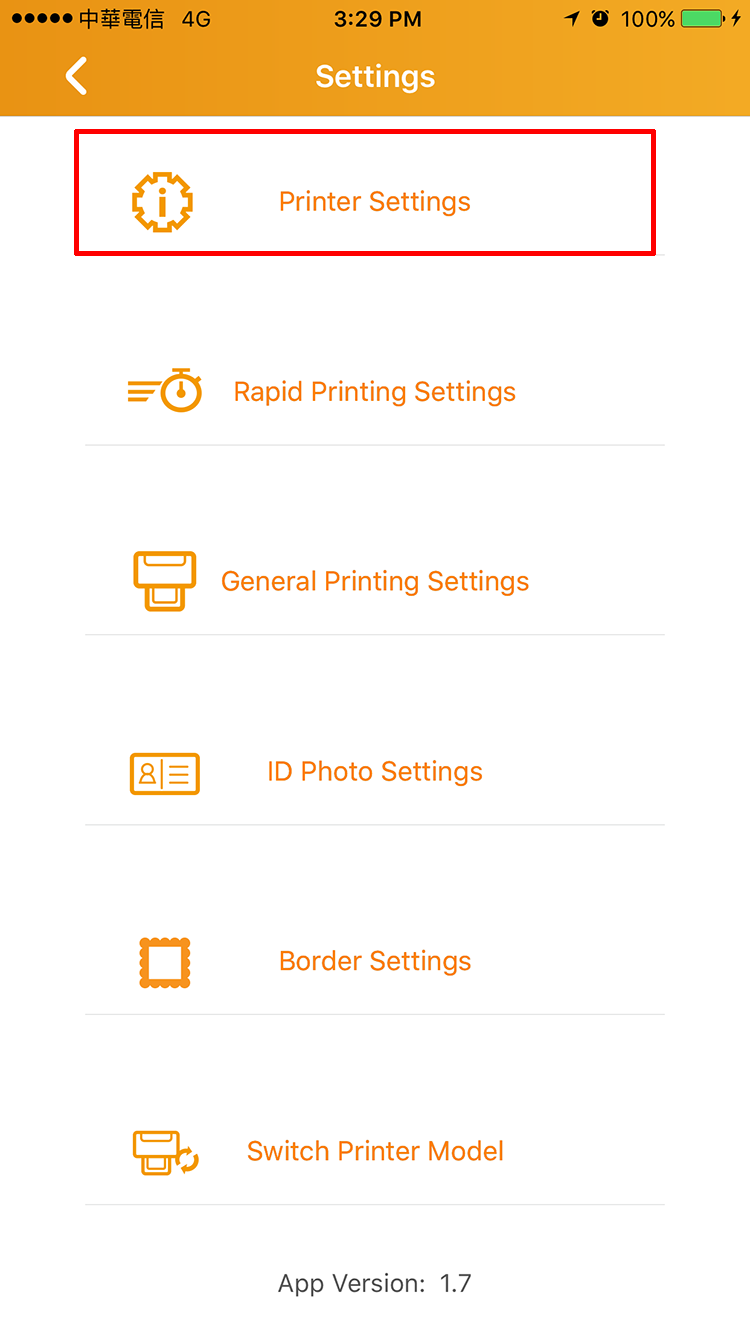 中華電信 4G 3:29 PM 100%
Settings
Printer Settings
Rapid Printing Settings
General Printing Settings
ID Photo Settings
Border Settings
Switch Printer Model
App Version: 1.7